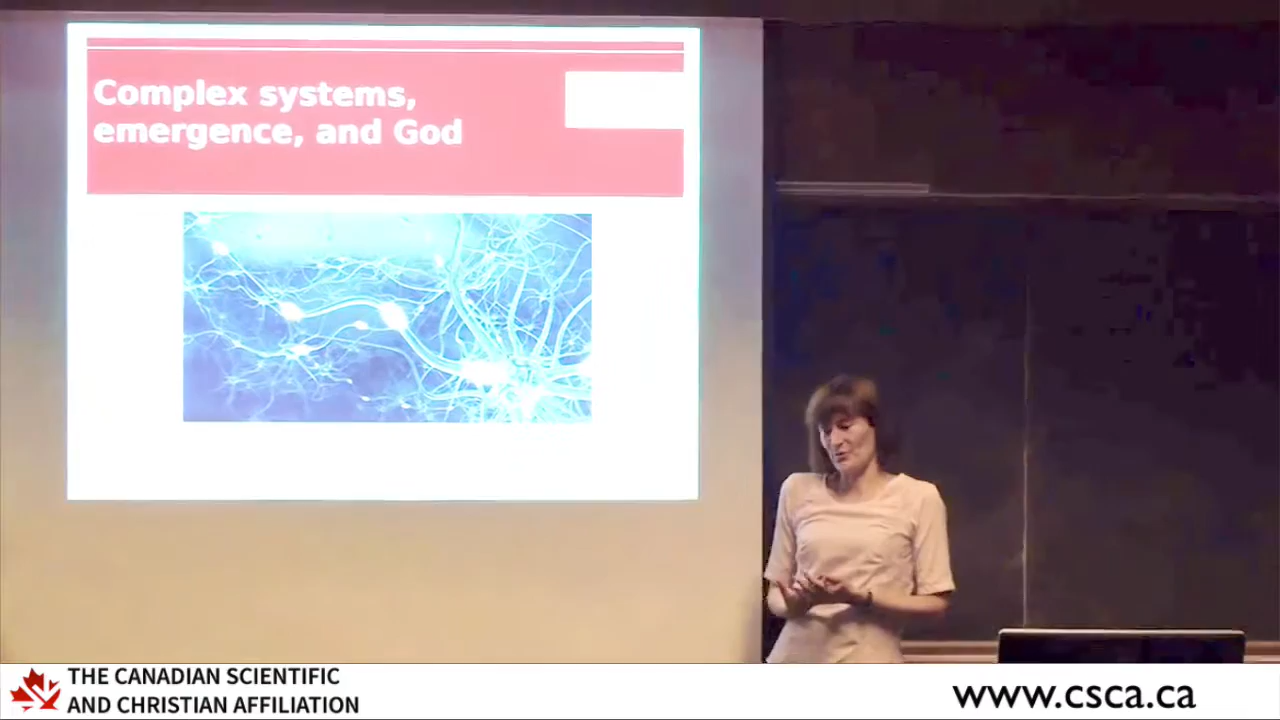 Complex systems,
emergence, and God
THE CANADIAN SCIENTIFIC
AND CHRISTIAN AFFILIATION
www.csca.ca